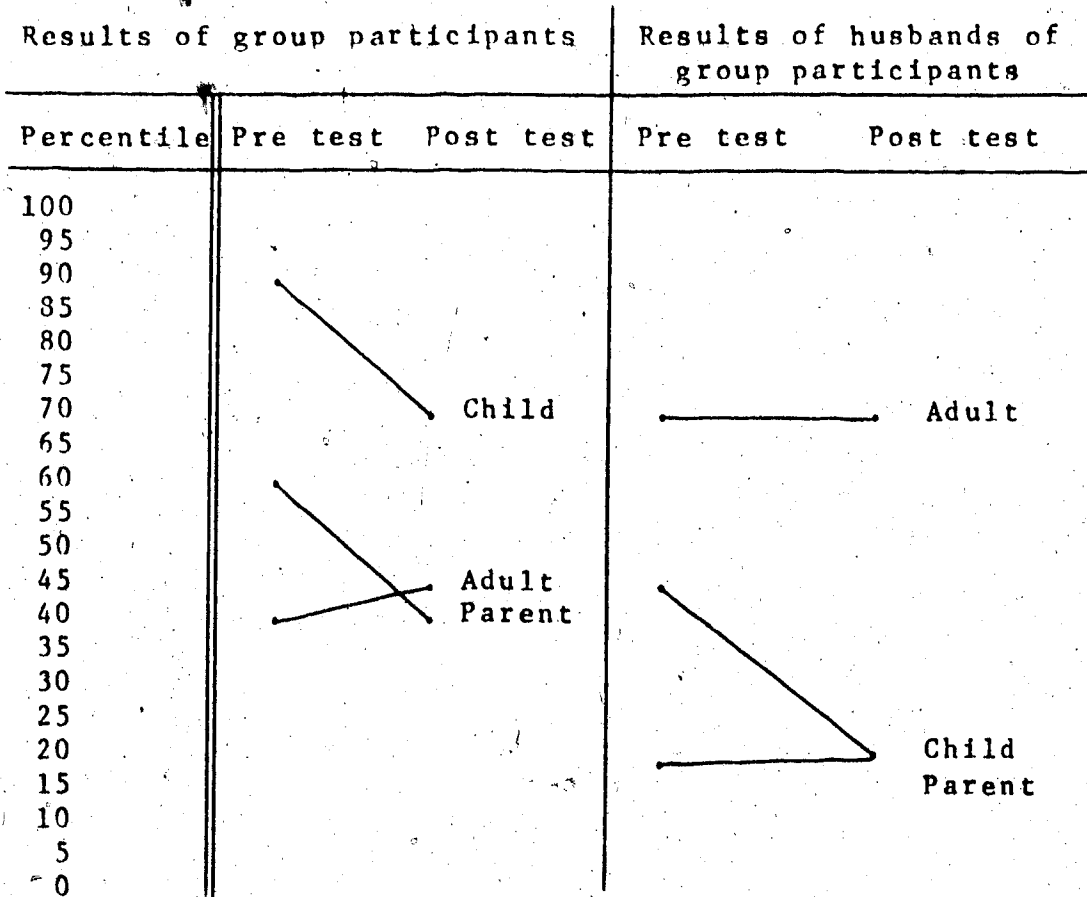 Results of group participants
Results of husbands of
group participants
Percentile Pre test Post test Pre test Post test
100
95
90
85
80
75
70 Child Adult
65
60
55
50
45 Adult
40 Parent
35
30
25
20 Child
15 Parent
10
5
0